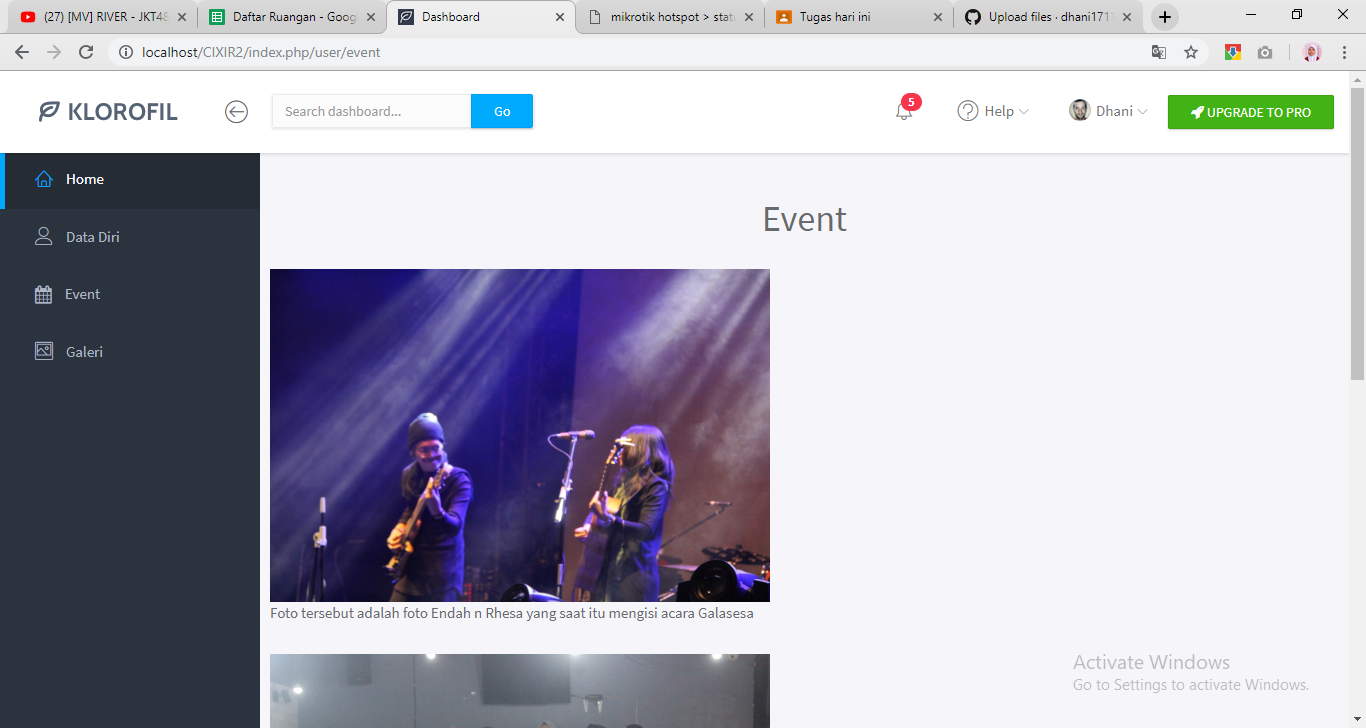 (27) [MV] RIVER - JKT48
Daftar Ruangan - Goog
Dashboard
mikrotik hotspot > statu
Tugas hari ini
Upload files · dhani1711
localhost/CIXIR2/index.php/user/event
KLOROFIL
Search dashboard...
Go
5
Help
Dhani
UPGRADE TO PRO
Home
Data Diri
Event
Galeri
Event
Foto tersebut adalah foto Endah n Rhesa yang saat itu mengisi acara Galasesa
Activate Windows
Go to Settings to activate Windows.